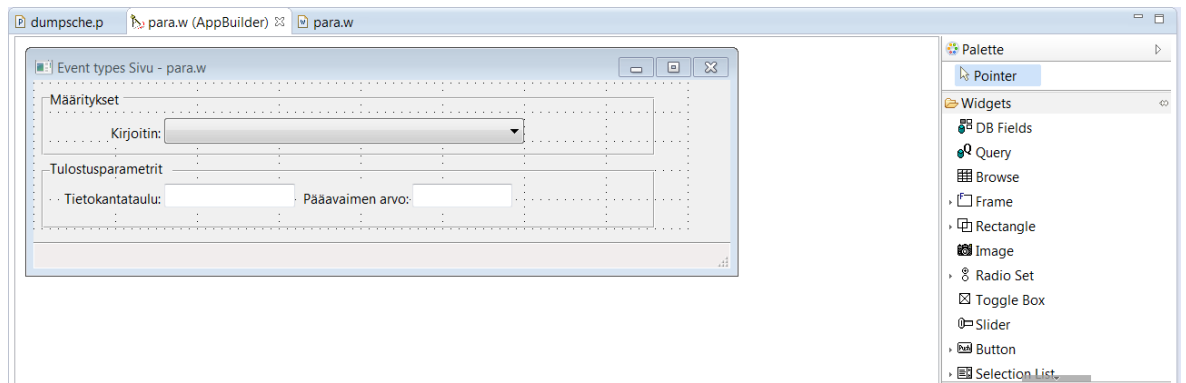 dumpsche.p para.w (AppBuilder) para.w
Event types Sivu - para.w
Määritykset
Kirjoitin:
Tulostusparametrit
Tietokantataulu: Pääavaimen arvo:
Palette
Pointer
Widgets
DB Fields
Query
Browse
Frame
Rectangle
Image
Radio Set
Toggle Box
Slider
Button
Selection List